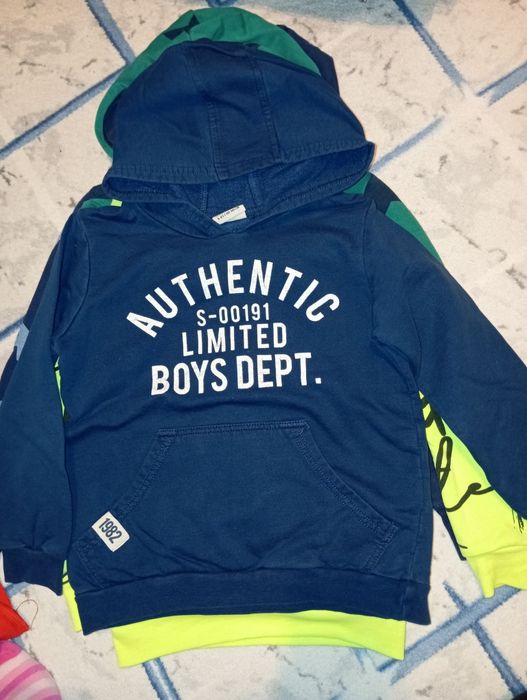 AUTHENTIC
S-00191
LIMITED
BOYS DEPT.
1982